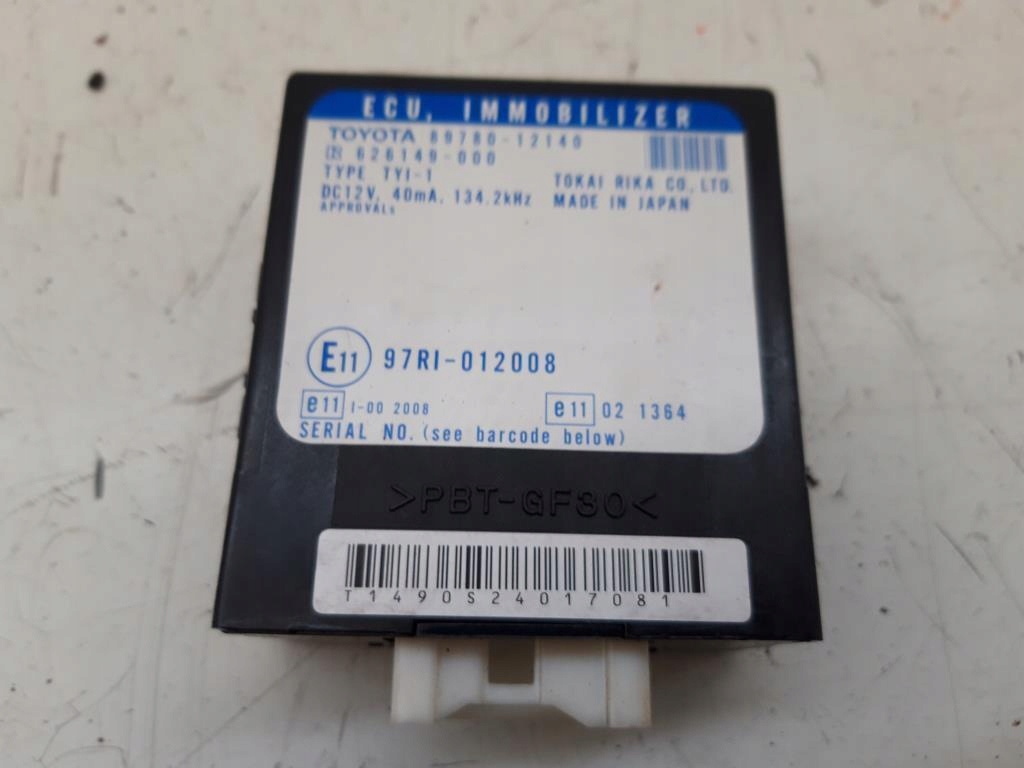 ECU, IMMOBILIZER
TOYOTA 89780-12140
626149-000
TYPE TYI-1 TOKAI RIKA CO., LTD.
DC12V, 40mA, 134.2kHz MADE IN JAPAN
APPROVALs
E11 97RI-012008
e11 I-00 2008 e11 02 1364
SERIAL NO. (see barcode below)
>PBT-GF30<
T1490S24017081